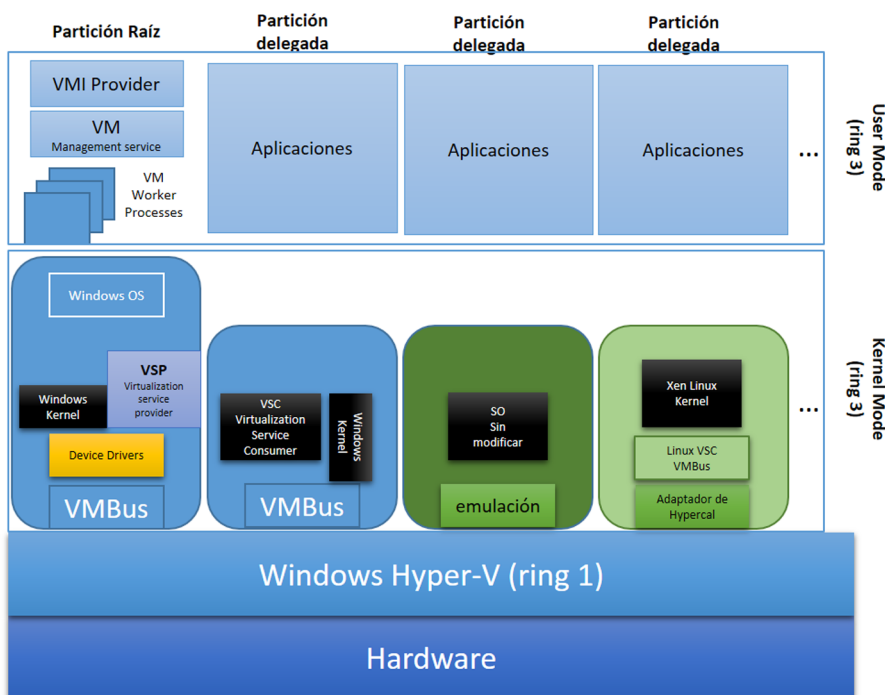 Partición Raíz
Partición
delegada
Partición
delegada
Partición
delegada
VMI Provider
VM
Management service
VM
Worker
Processes
Aplicaciones
Aplicaciones
Aplicaciones
...
User Mode
(ring 3)
Windows OS
VSP
Virtualization
service
provider
Windows
Kernel
Device Drivers
VMBus
VSC
Virtualization
Service
Consumer
Windows
Kernel
VMBus
SO
Sin
modificar
emulación
Xen Linux
Kernel
Linux VSC
VMBus
Adaptador de
Hypercal
...
Kernel Mode
(ring 3)
Windows Hyper-V (ring 1)
Hardware